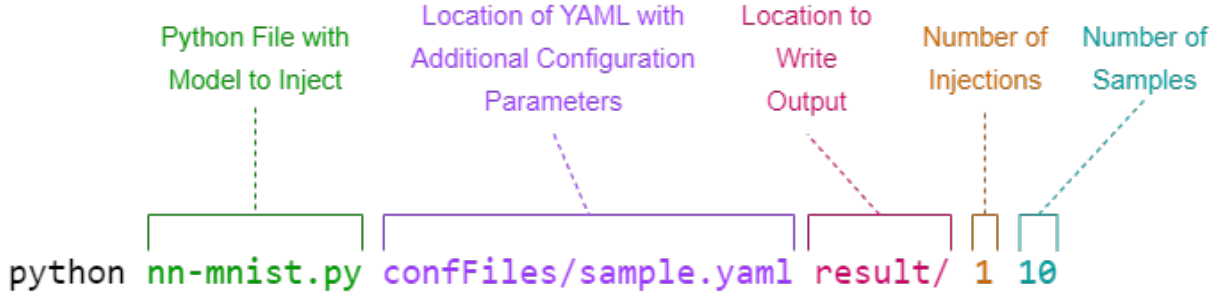 Python File with
Model to Inject
Location of YAML with
Additional Configuration
Parameters
Location to
Write
Output
Number of
Injections
Number of
Samples
python nn-mnist.py confFiles/sample.yaml result/ 1 10